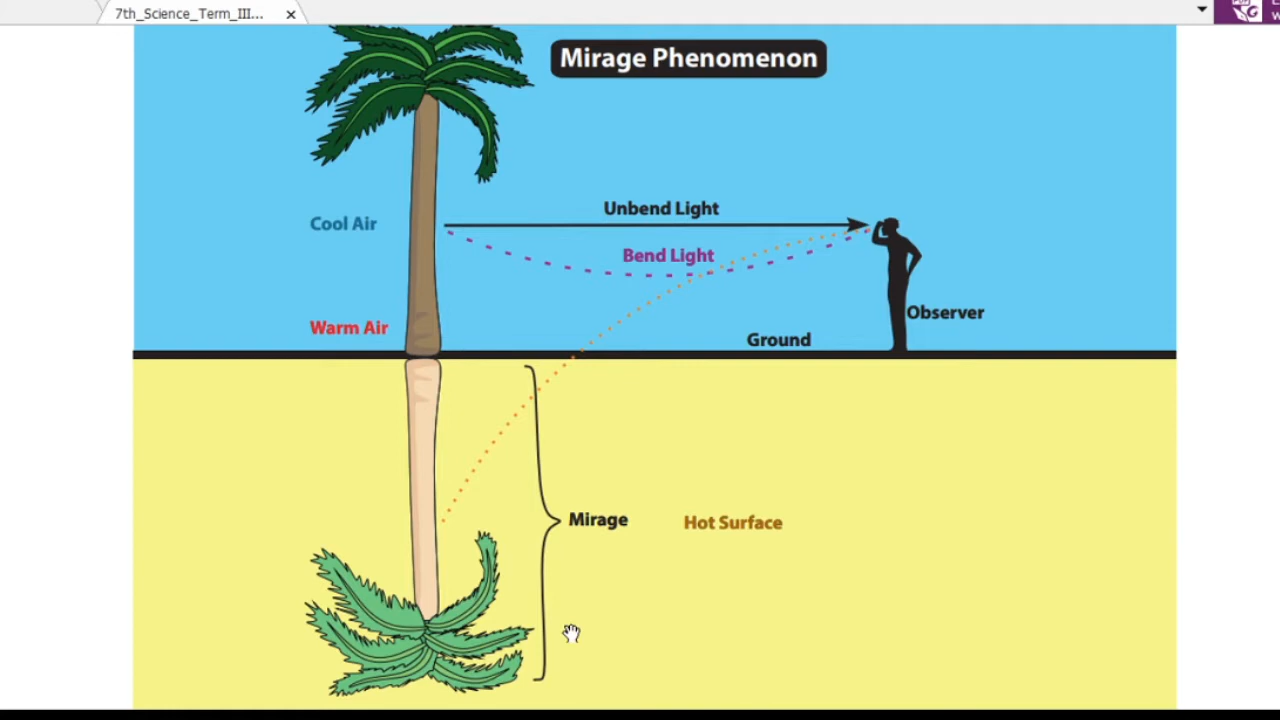 7th_Science_Term_III...
Mirage Phenomenon
Unbend Light
Cool Air
Bend Light
Observer
Warm Air
Ground
Mirage
Hot Surface